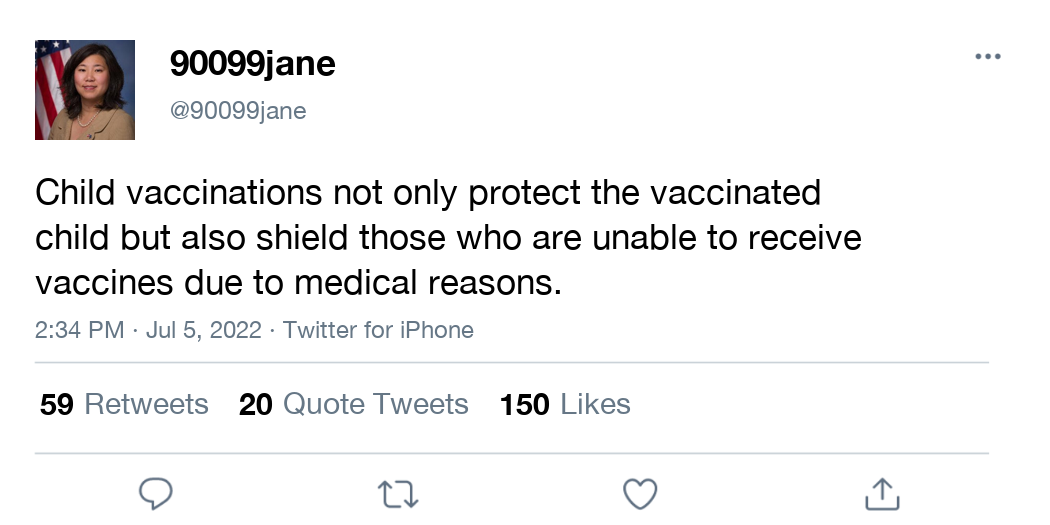 90099jane
@90099jane
Child vaccinations not only protect the vaccinated
child but also shield those who are unable to receive
vaccines due to medical reasons.
2:34 PM · Jul 5, 2022 · Twitter for iPhone
59 Retweets 20 Quote Tweets 150 Likes